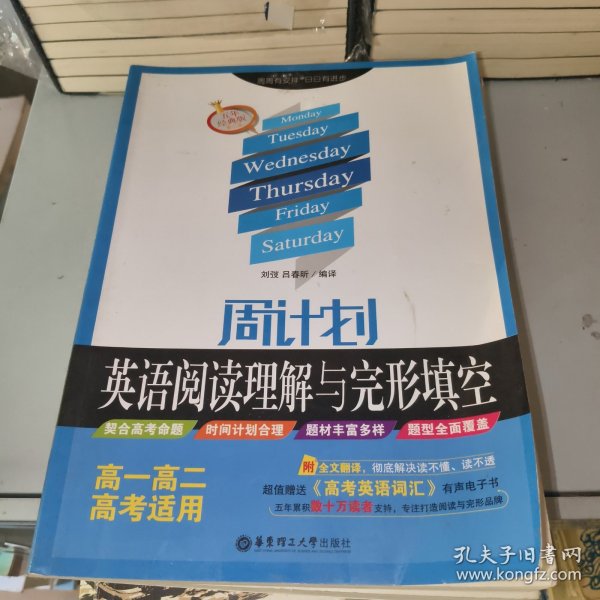 周周有安排 日日有进步
五年
经典版
Monday
Tuesday
Wednesday
Thursday
Friday
Saturday
刘弢 吕春昕／编译
周计划
英语阅读理解与完形填空
契合高考命题 时间计划合理 题材丰富多样 题型全面覆盖
高一高二
高考适用
附 全文翻译，彻底解决读不懂、读不透
超值赠送《高考英语词汇》有声电子书
五年累积数十万读者支持，专注打造阅读与完形品牌
华东理工大学出版社
孔夫子旧书网
www.kongfz.com